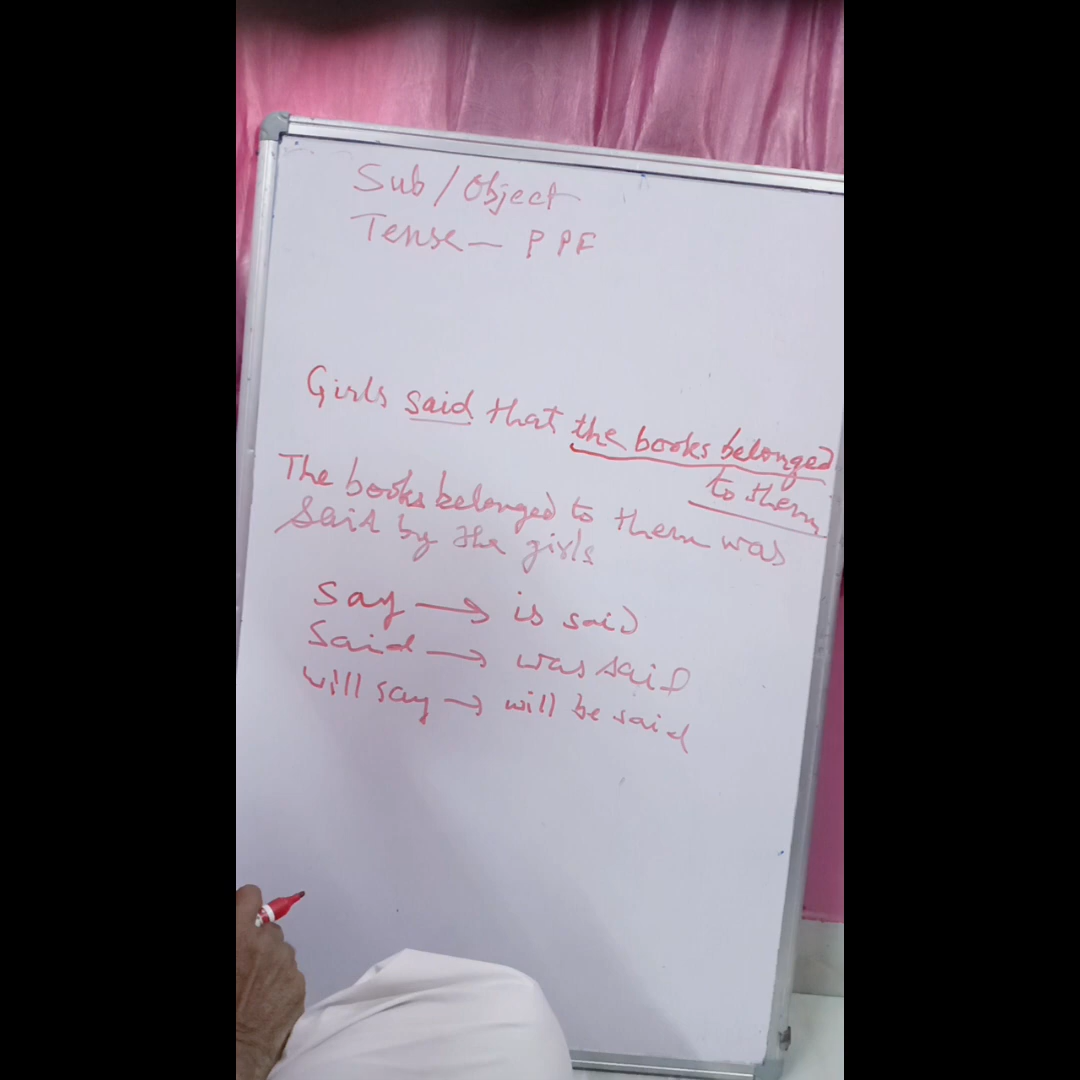 Sub/Object
Tense — P P F
Girls said that the books belonged
to them
The books belonged to them was
said by the girls
say → is said
said → was said
will say → will be said